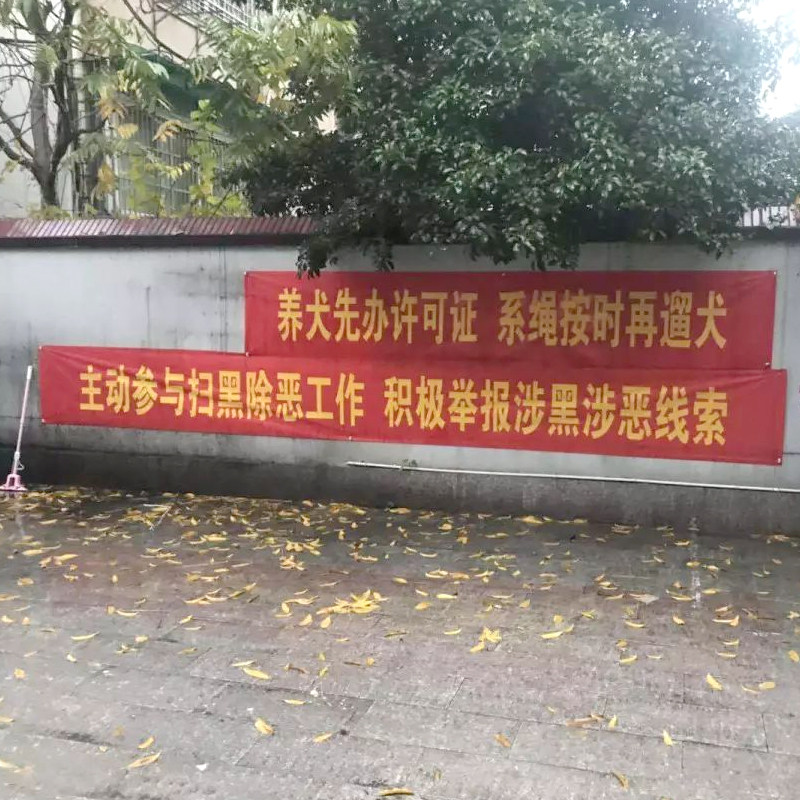 养犬先办许可证 系绳按时再遛犬
主动参与扫黑除恶工作 积极举报涉黑涉恶线索